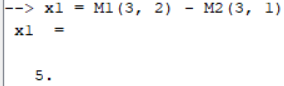 --> x1 = M1(3, 2) - M2(3, 1)
x1  =
5.